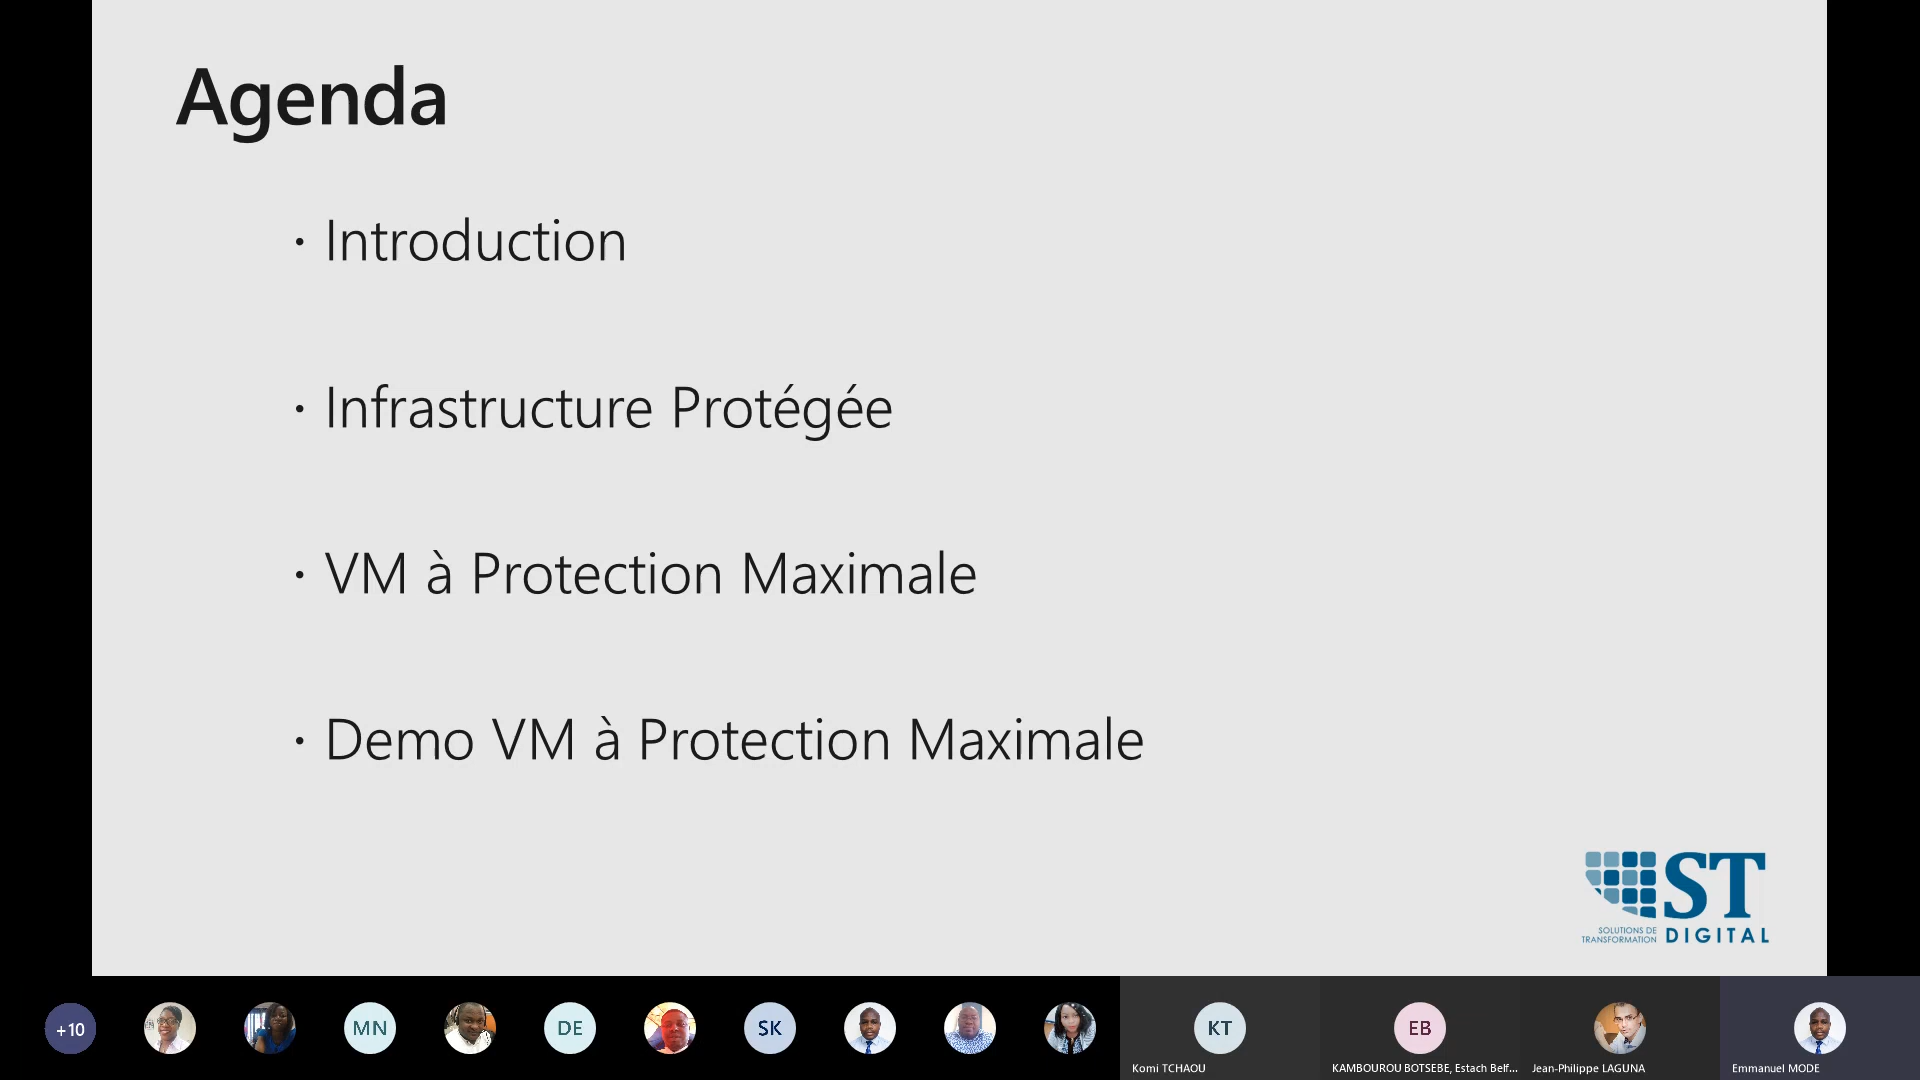 Agenda
· Introduction
· Infrastructure Protégée
· VM à Protection Maximale
· Demo VM à Protection Maximale
ST
SOLUTIONS DE
TRANSFORMATION DIGITAL
+10
MN
DE
SK
KT
EB
Komi TCHAOU
KAMBOUROU BOTSEBE, Estach Belf...
Jean-Philippe LAGUNA
Emmanuel MODE